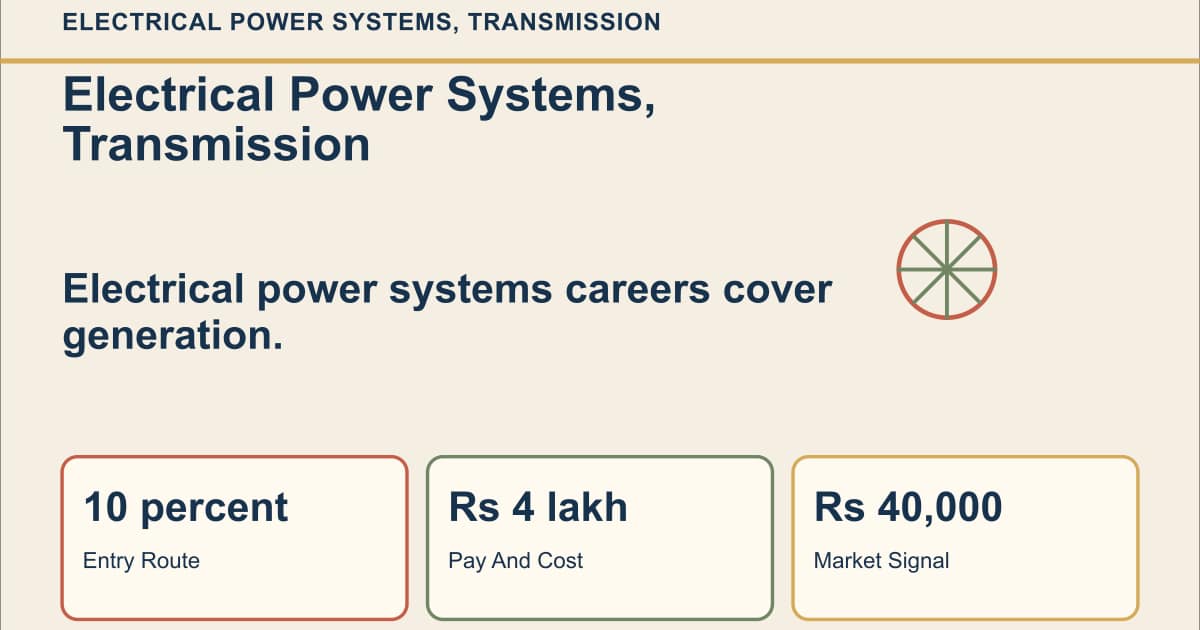 ELECTRICAL POWER SYSTEMS, TRANSMISSION
Electrical Power Systems,
Transmission
Electrical power systems careers cover
generation.
10 percent
Entry Route
Rs 4 lakh
Pay And Cost
Rs 40,000
Market Signal